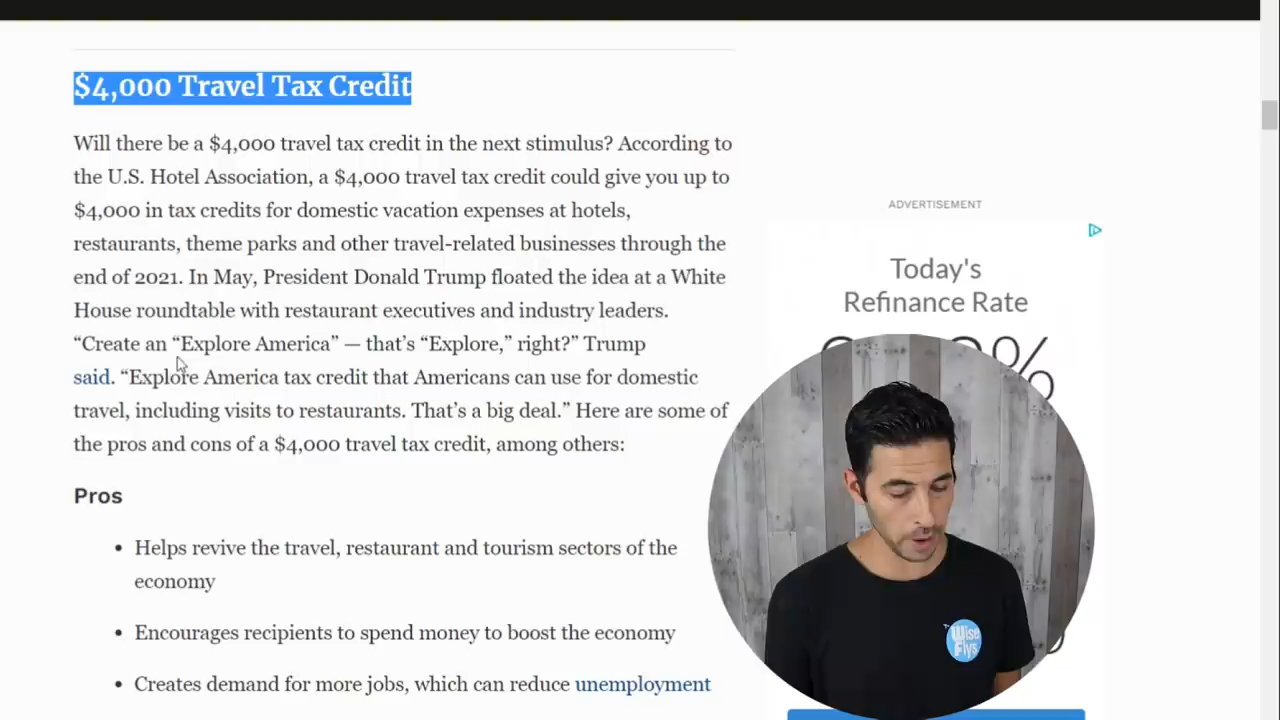 $4,000 Travel Tax Credit
Will there be a $4,000 travel tax credit in the next stimulus? According to
the U.S. Hotel Association, a $4,000 travel tax credit could give you up to
$4,000 in tax credits for domestic vacation expenses at hotels,
restaurants, theme parks and other travel-related businesses through the
end of 2021. In May, President Donald Trump floated the idea at a White
House roundtable with restaurant executives and industry leaders.
“Create an “Explore America” — that’s “Explore,” right?” Trump
said. “Explore America tax credit that Americans can use for domestic
travel, including visits to restaurants. That’s a big deal.” Here are some of
the pros and cons of a $4,000 travel tax credit, among others:
Pros
• Helps revive the travel, restaurant and tourism sectors of the
economy
• Encourages recipients to spend money to boost the economy
• Creates demand for more jobs, which can reduce unemployment
ADVERTISEMENT
Today's
Refinance Rate
%
Wise
Flys